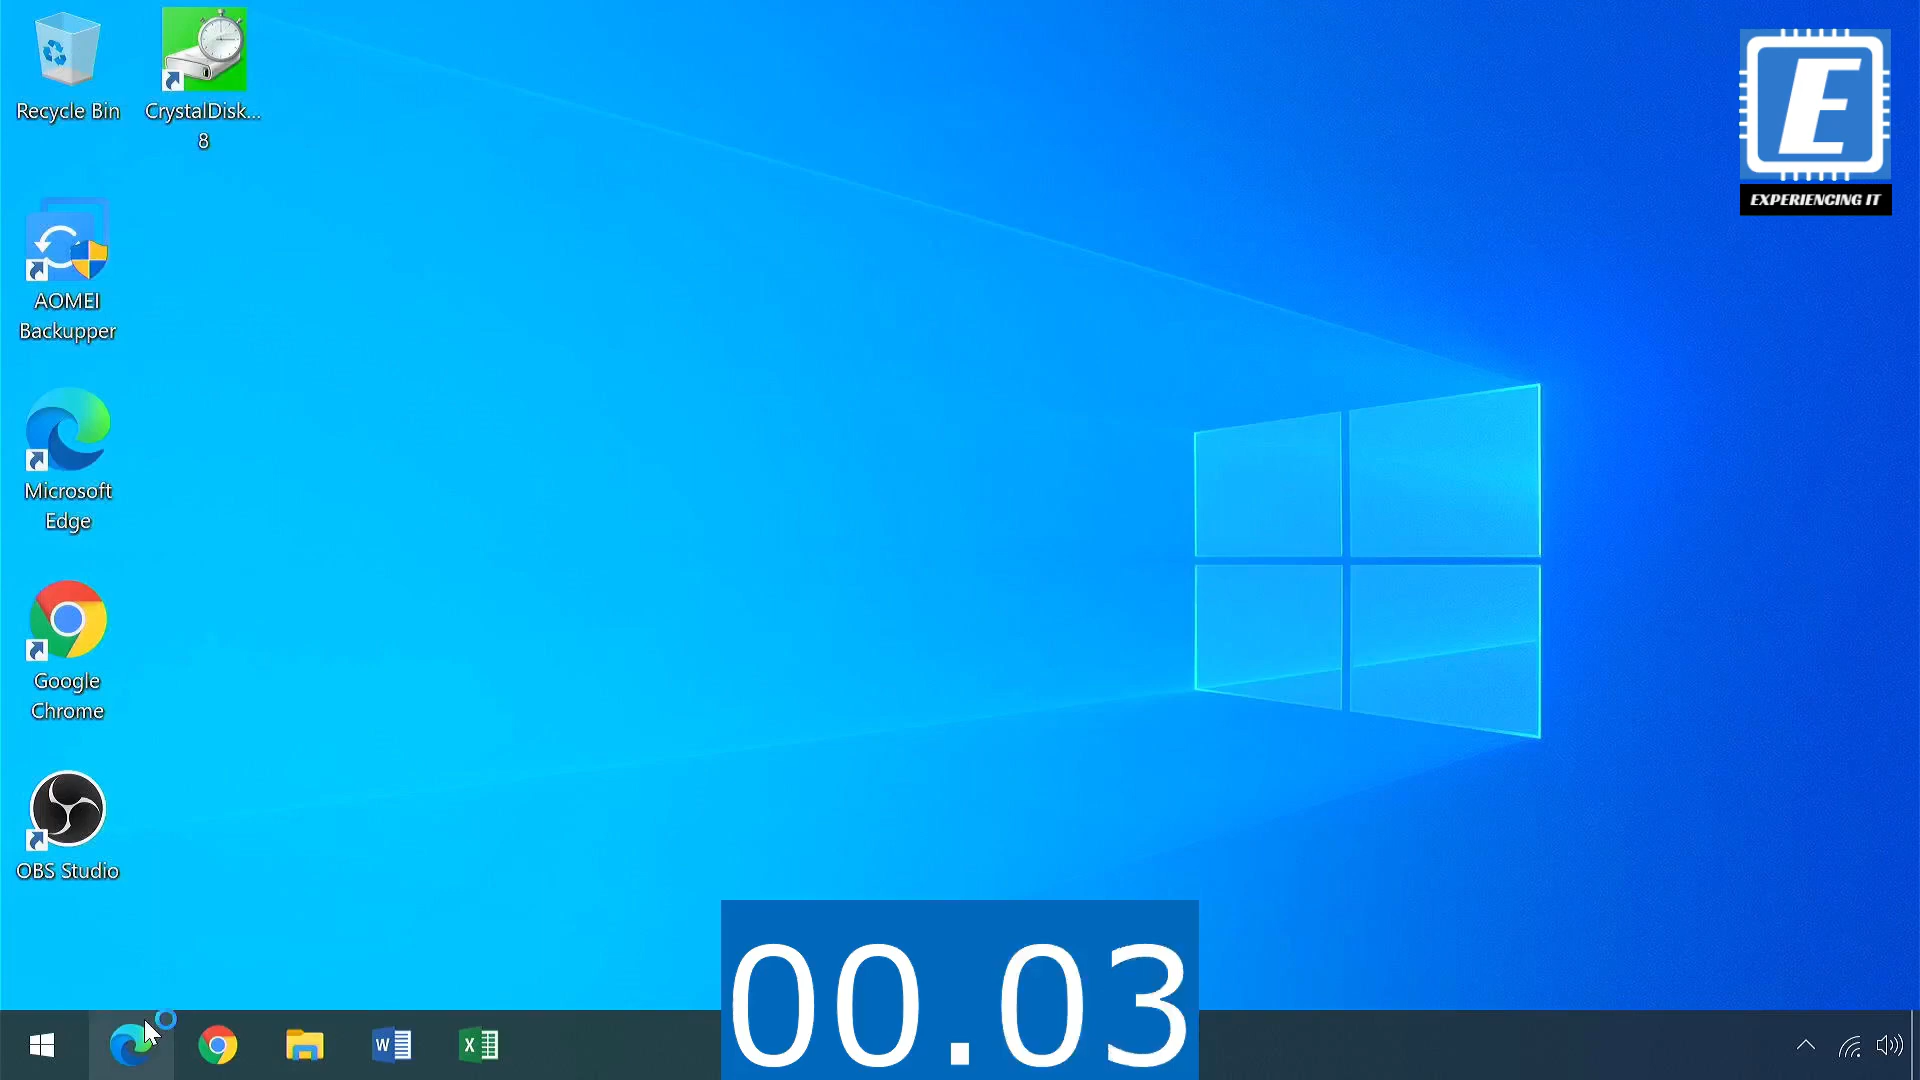 Recycle Bin
CrystalDisk...
8
AOMEI
Backupper
Microsoft
Edge
Google
Chrome
OBS Studio
E
EXPERIENCING IT
00.03
W
X